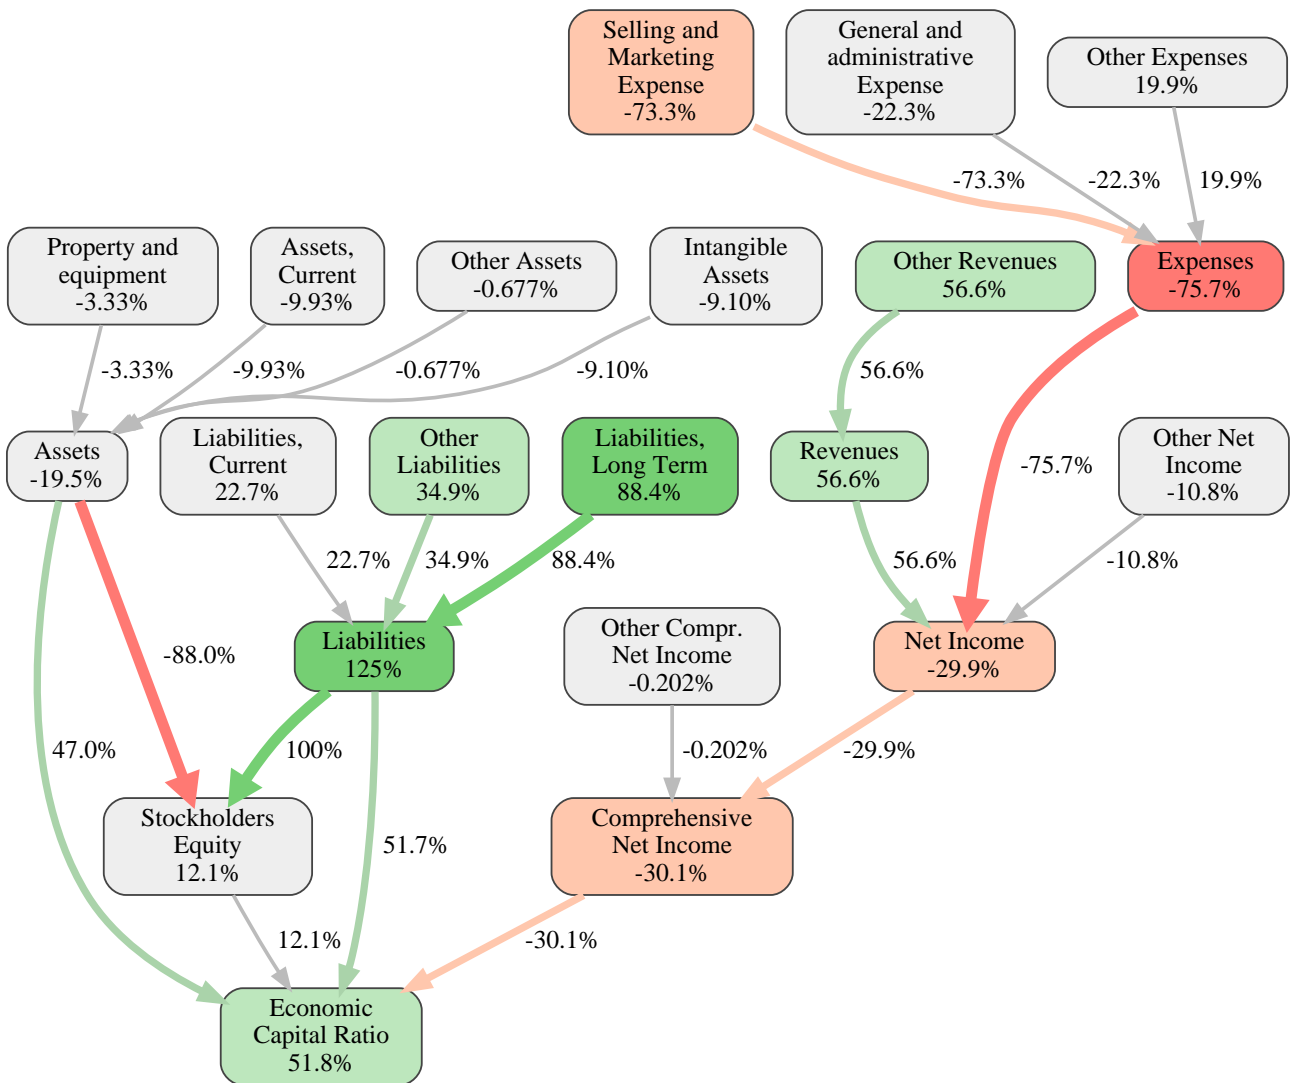 Selling and
Marketing
Expense
-73.3%
General and
administrative
Expense
-22.3%
Other Expenses
19.9%
-73.3%
-22.3%
19.9%
Property and
equipment
-3.33%
Assets,
Current
-9.93%
Other Assets
-0.677%
Intangible
Assets
-9.10%
Other Revenues
56.6%
Expenses
-75.7%
-3.33%
-9.93%
-0.677%
-9.10%
56.6%
Assets
-19.5%
Liabilities,
Current
22.7%
Other
Liabilities
34.9%
Liabilities,
Long Term
88.4%
Revenues
56.6%
-75.7%
Other Net
Income
-10.8%
22.7%
34.9%
88.4%
56.6%
-10.8%
-88.0%
Liabilities
125%
Other Compr.
Net Income
-0.202%
Net Income
-29.9%
47.0%
100%
-0.202%
-29.9%
Stockholders
Equity
12.1%
51.7%
Comprehensive
Net Income
-30.1%
12.1%
-30.1%
Economic
Capital Ratio
51.8%